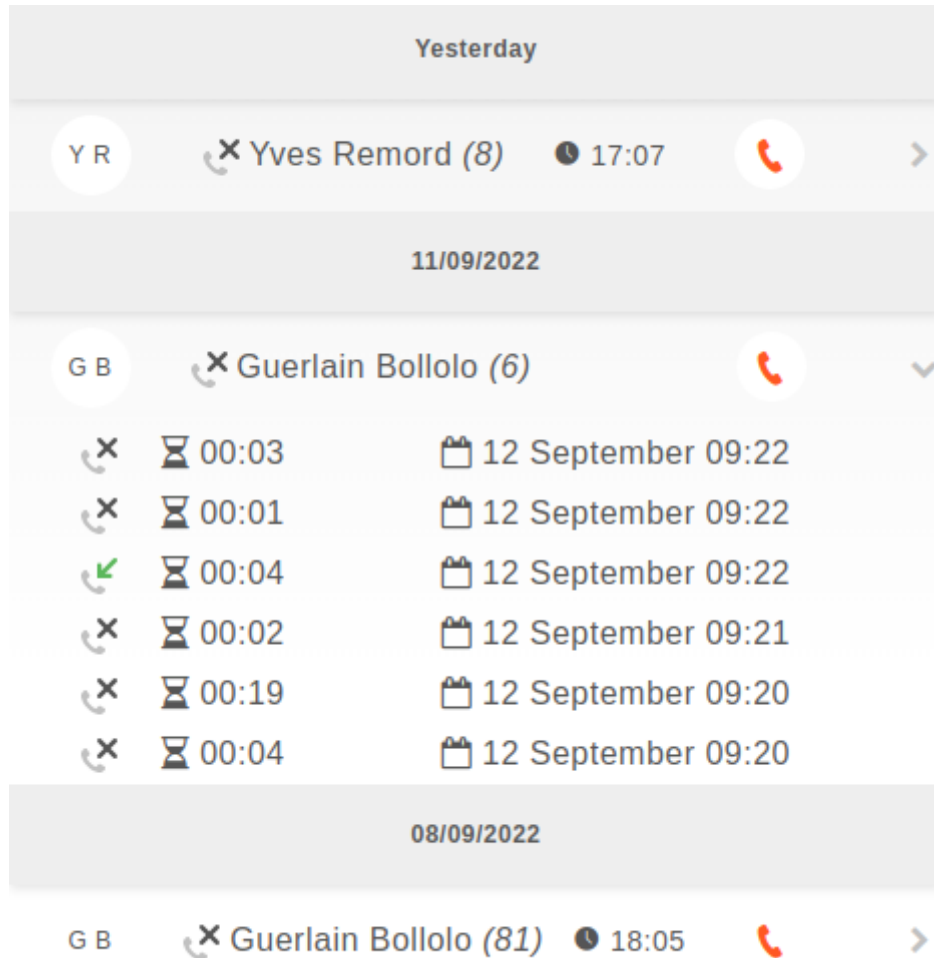 Yesterday
Y R Yves Remord (8) 17:07
11/09/2022
G B Guerlain Bollolo (6)
00:03 12 September 09:22
00:01 12 September 09:22
00:04 12 September 09:22
00:02 12 September 09:21
00:19 12 September 09:20
00:04 12 September 09:20
08/09/2022
G B Guerlain Bollolo (81) 18:05